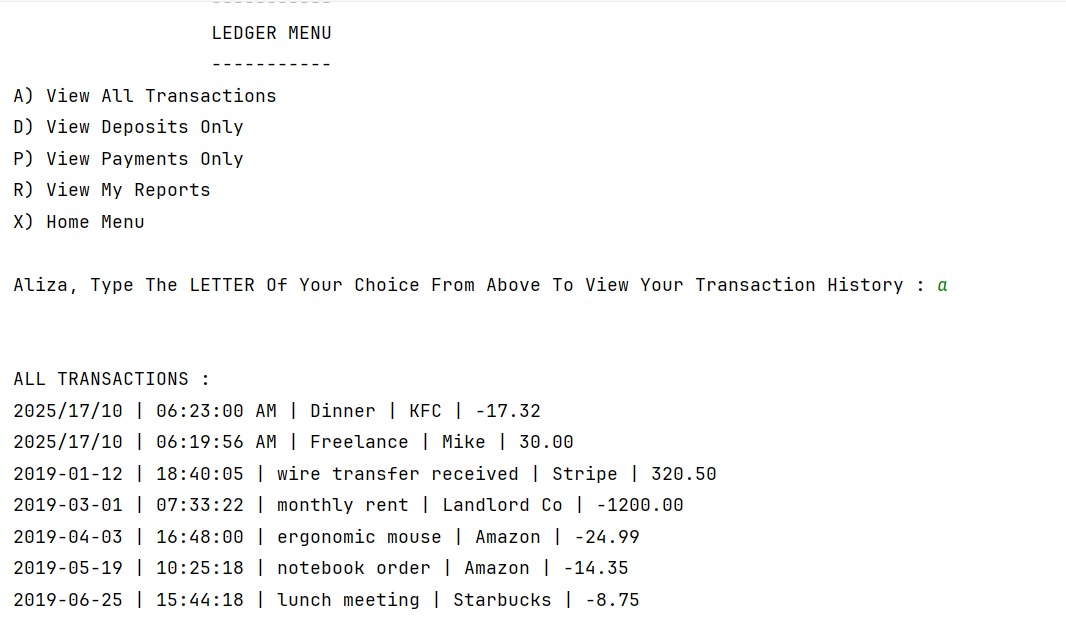 -----------
LEDGER MENU
-----------
A) View All Transactions
D) View Deposits Only
P) View Payments Only
R) View My Reports
X) Home Menu
Aliza, Type The LETTER Of Your Choice From Above To View Your Transaction History : a
ALL TRANSACTIONS :
2025/17/10 | 06:23:00 AM | Dinner | KFC | -17.32
2025/17/10 | 06:19:56 AM | Freelance | Mike | 30.00
2019-01-12 | 18:40:05 | wire transfer received | Stripe | 320.50
2019-03-01 | 07:33:22 | monthly rent | Landlord Co | -1200.00
2019-04-03 | 16:48:00 | ergonomic mouse | Amazon | -24.99
2019-05-19 | 10:25:18 | notebook order | Amazon | -14.35
2019-06-25 | 15:44:18 | lunch meeting | Starbucks | -8.75